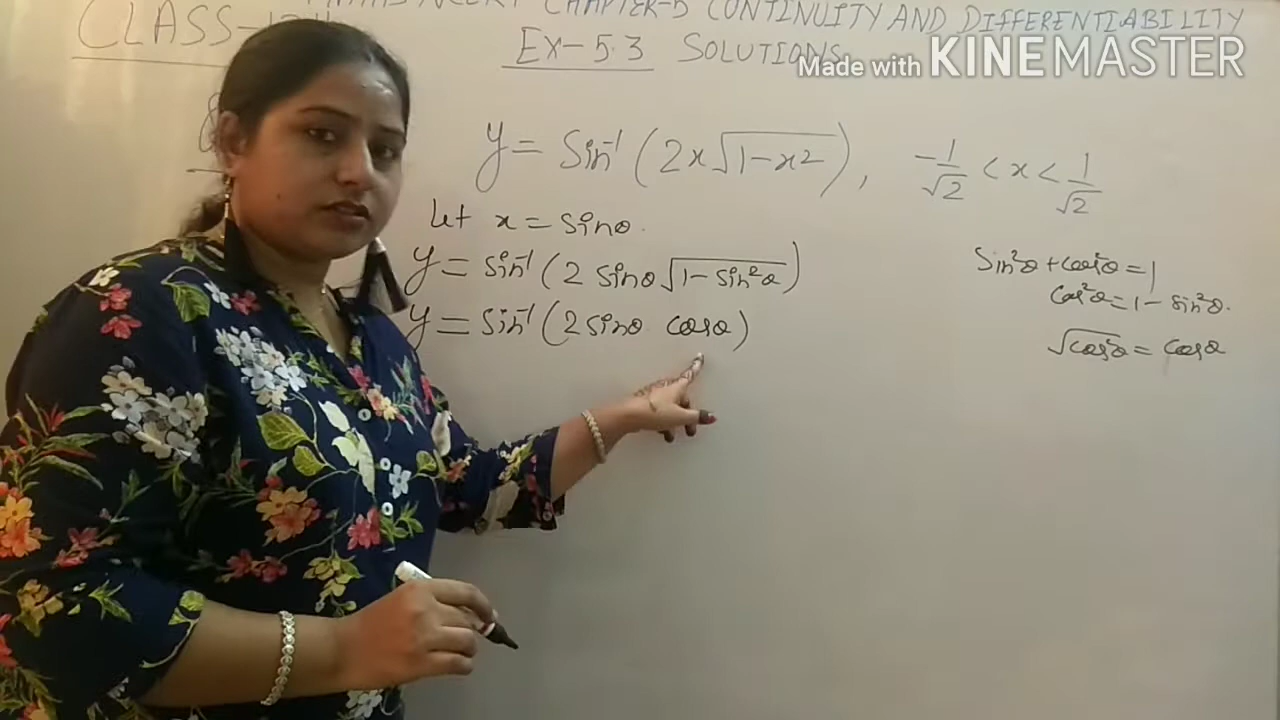 MATHS NCERT CHAPTER-5 CONTINUITY AND DIFFERENTIABILITY
CLASS-12th
Ex-5.3 SOLUTIONS
Made with KINEMASTER
y = Sin⁻¹ (2x√1-x²), -1/√2 < x < 1/√2
Let x = sinθ.
y = sin⁻¹ (2 sinθ √1-sin²θ)
y = sin⁻¹ (2 sinθ. cosθ)
Sin²θ + cos²θ = 1
cos²θ = 1 - sin²θ.
√cos²θ = cosθ